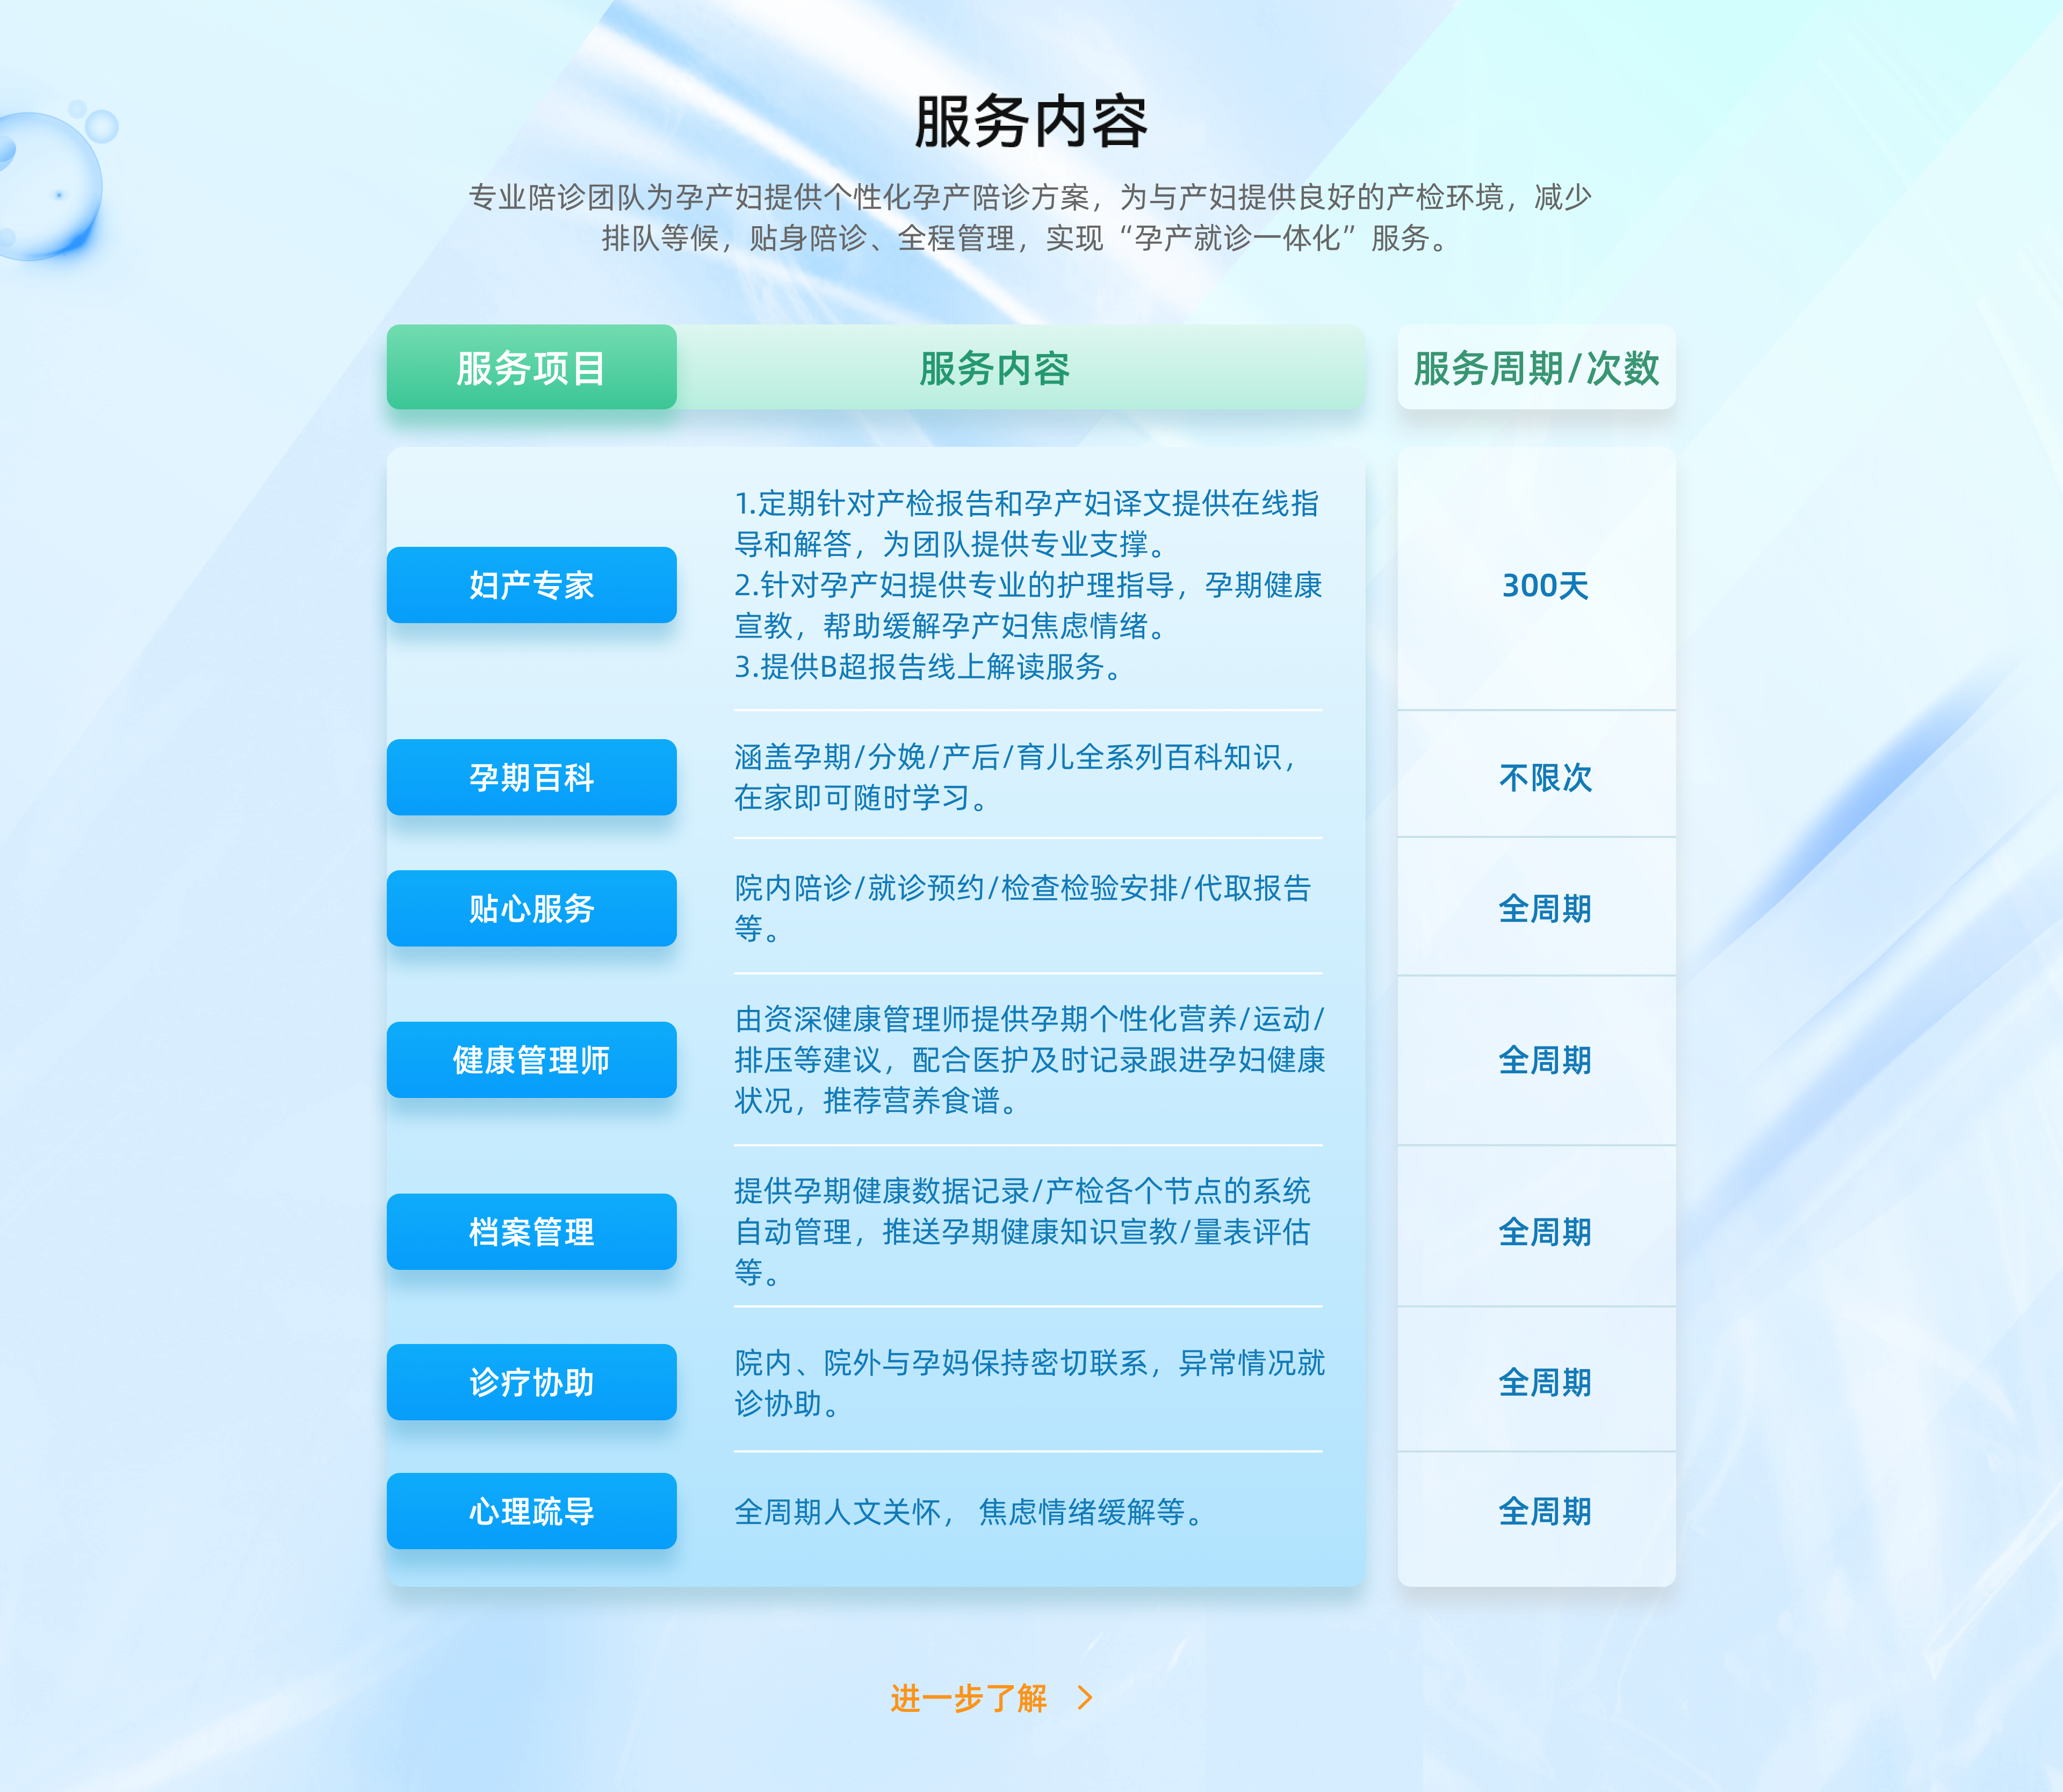 服务内容
专业陪诊团队为孕产妇提供个性化孕产陪诊方案，为与产妇提供良好的产检环境，减少
排队等候，贴身陪诊、全程管理，实现“孕产就诊一体化”服务。
服务项目
服务内容
服务周期/次数
妇产专家
1.定期针对产检报告和孕产妇译文提供在线指
导和解答，为团队提供专业支撑。
2.针对孕产妇提供专业的护理指导，孕期健康
宣教，帮助缓解孕产妇焦虑情绪。
3.提供B超报告线上解读服务。
300天
孕期百科
涵盖孕期/分娩/产后/育儿全系列百科知识，
在家即可随时学习。
不限次
贴心服务
院内陪诊/就诊预约/检查检验安排/代取报告
等。
全周期
健康管理师
由资深健康管理师提供孕期个性化营养/运动/
排压等建议，配合医护及时记录跟进孕妇健康
状况，推荐营养食谱。
全周期
档案管理
提供孕期健康数据记录/产检各个节点的系统
自动管理，推送孕期健康知识宣教/量表评估
等。
全周期
诊疗协助
院内、院外与孕妈保持密切联系，异常情况就
诊协助。
全周期
心理疏导
全周期人文关怀， 焦虑情绪缓解等。
全周期
进一步了解 >